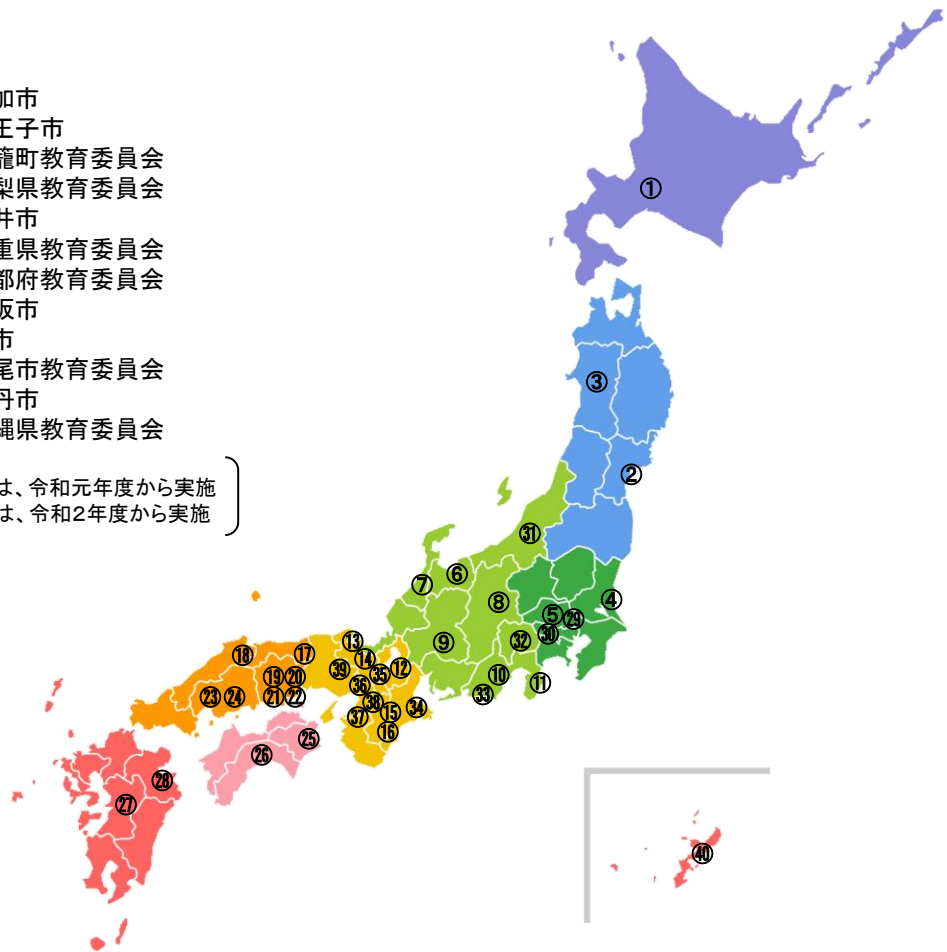 加市
王子市
籠町教育委員会
梨県教育委員会
井市
重県教育委員会
都府教育委員会
阪市
市
尾市教育委員会
丹市
縄県教育委員会
は、令和元年度から実施
は、令和2年度から実施
①
③
②
㉛
⑥
⑦
⑧
④
⑤
㉙
㉚
⑨
㉜
⑬
⑱
⑰
⑭
⑫
⑲
⑳
㊴
㉟
⑩
⑪
㊱
㉓
㉔
㉑
㉒
㊳
㉝
㊲
⑮
㉞
⑯
㉕
㉖
㉘
㉗
㊵